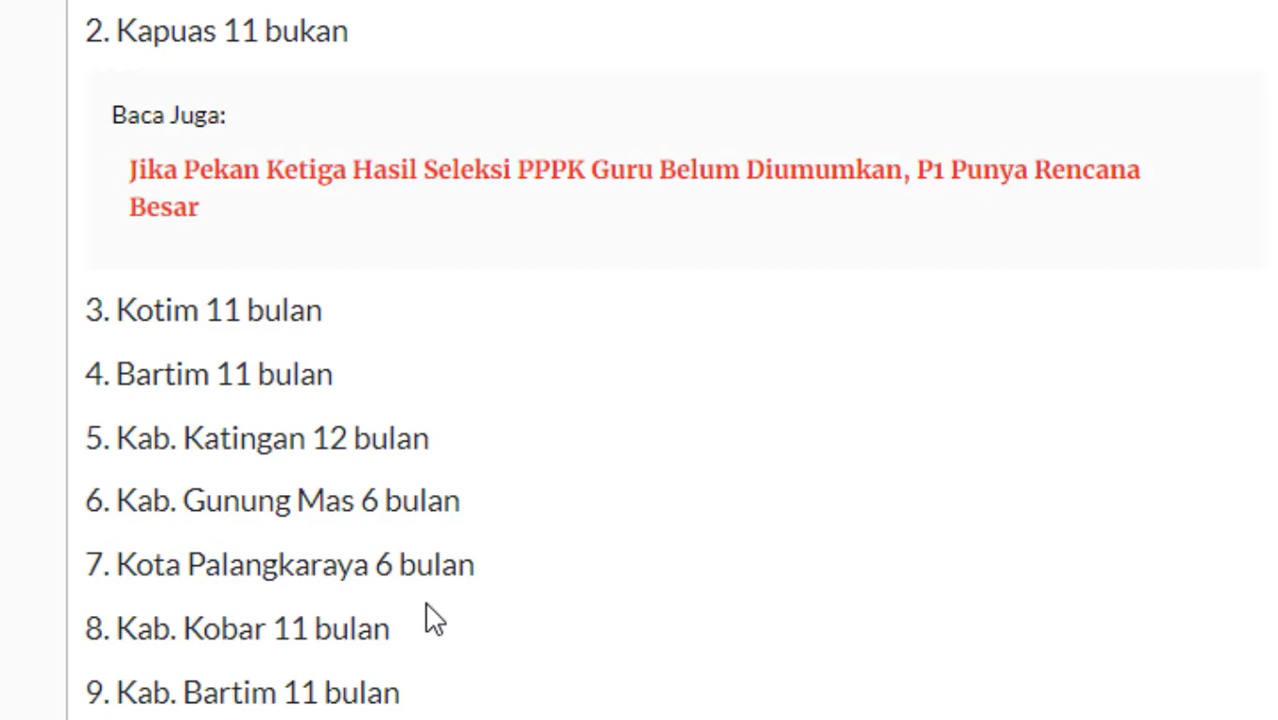 2. Kapuas 11 bukan
Baca Juga:
Jika Pekan Ketiga Hasil Seleksi PPPK Guru Belum Diumumkan, P1 Punya Rencana
Besar
3. Kotim 11 bulan
4. Bartim 11 bulan
5. Kab. Katingan 12 bulan
6. Kab. Gunung Mas 6 bulan
7. Kota Palangkaraya 6 bulan
8. Kab. Kobar 11 bulan
9. Kab. Bartim 11 bulan